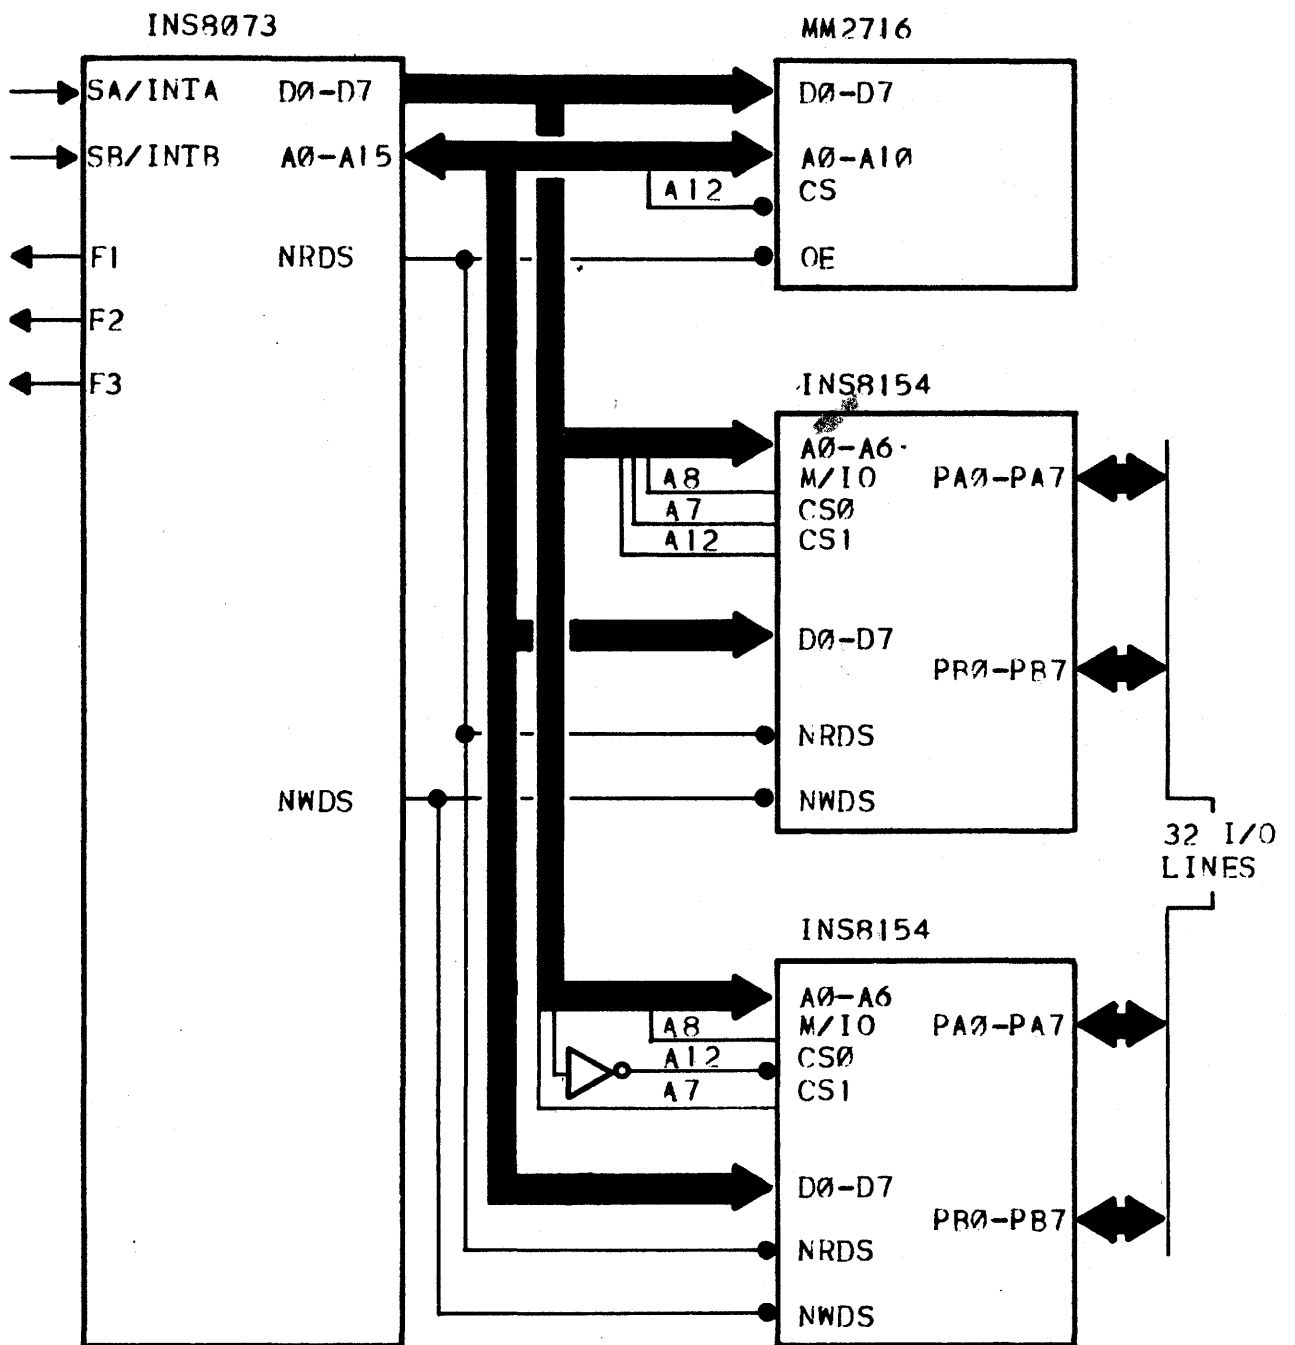 INS8073
SA/INTA D0-D7
SB/INTB A0-A15
F1 NRDS
F2
F3
NWDS
MM2716
D0-D7
A0-A10
A12 CS
OE
INS8154
A0-A6
A8 M/IO PA0-PA7
A7 CS0
A12 CS1
D0-D7
PB0-PB7
NRDS
NWDS
32 I/O
LINES
INS8154
A0-A6
A8 M/IO PA0-PA7
A12 CS0
A7 CS1
D0-D7
PB0-PB7
NRDS
NWDS